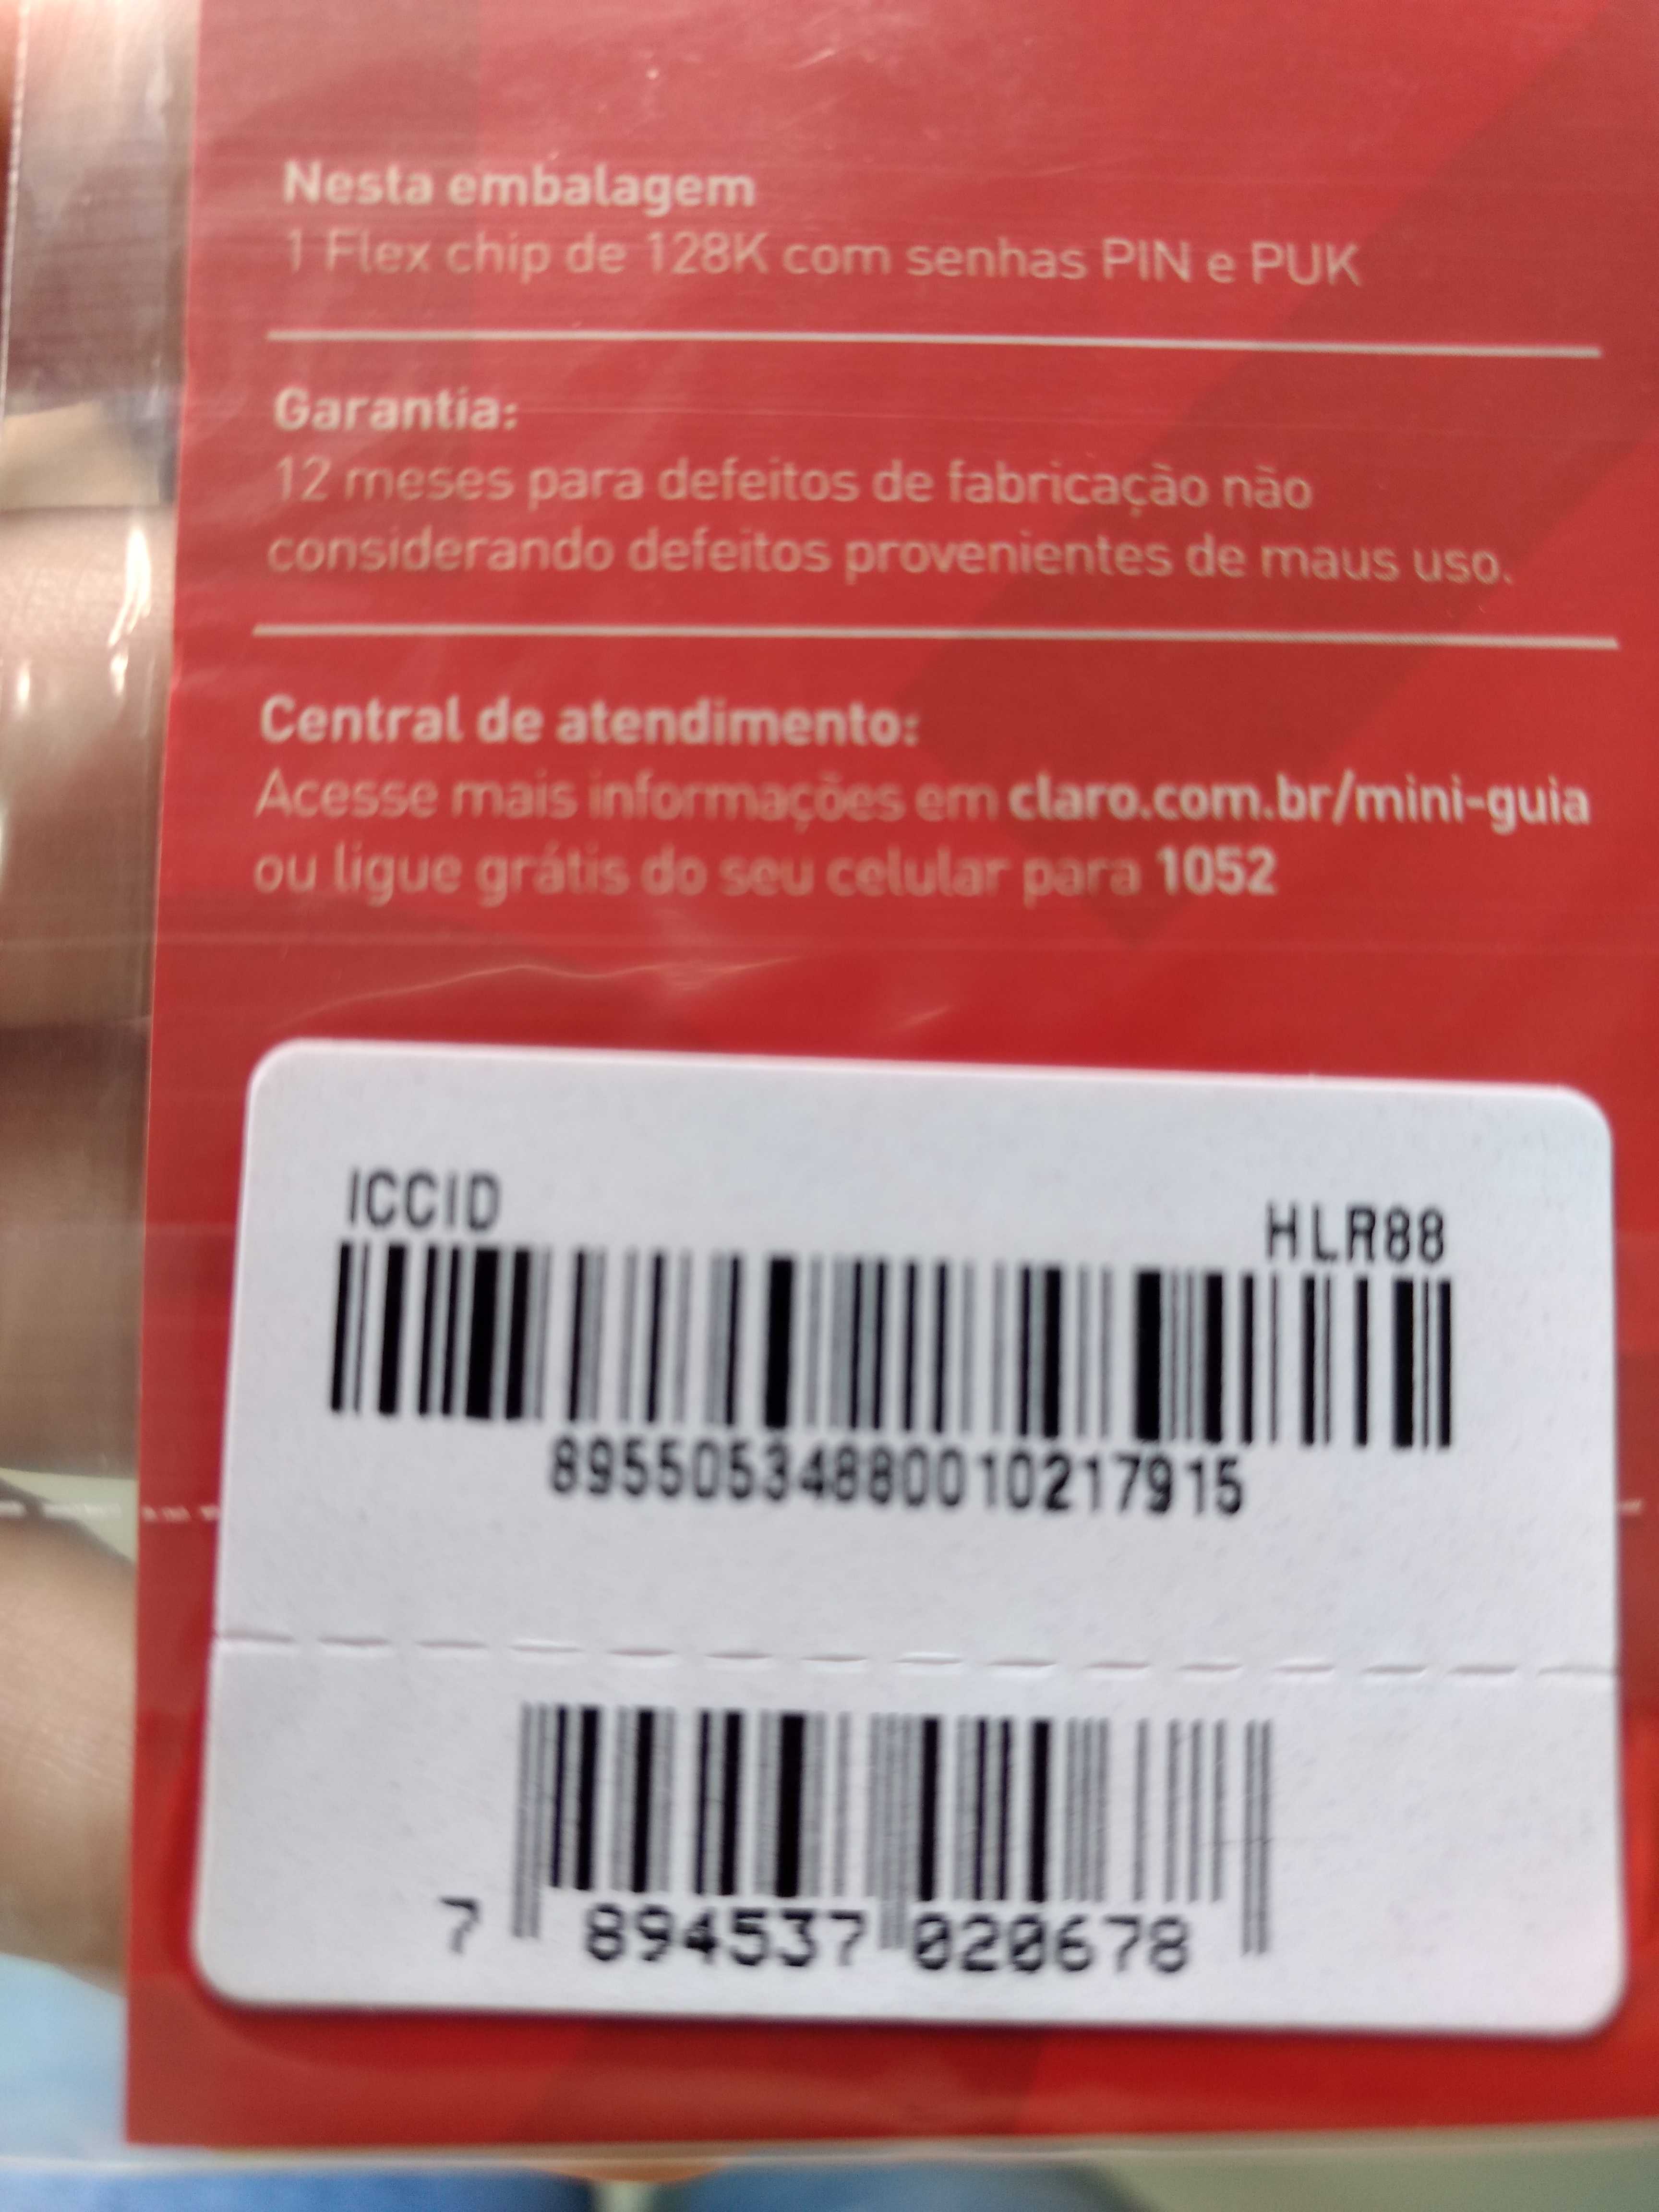 Nesta embalagem
1 Flex chip de 128K com senhas PIN e PUK
Garantia:
12 meses para defeitos de fabricação não
considerando defeitos provenientes de maus uso.
Central de atendimento:
Acesse mais informações em claro.com.br/mini-guia
ou ligue grátis do seu celular para 1052
ICCID
HLR88
89550534880010217915
7 894537 020678